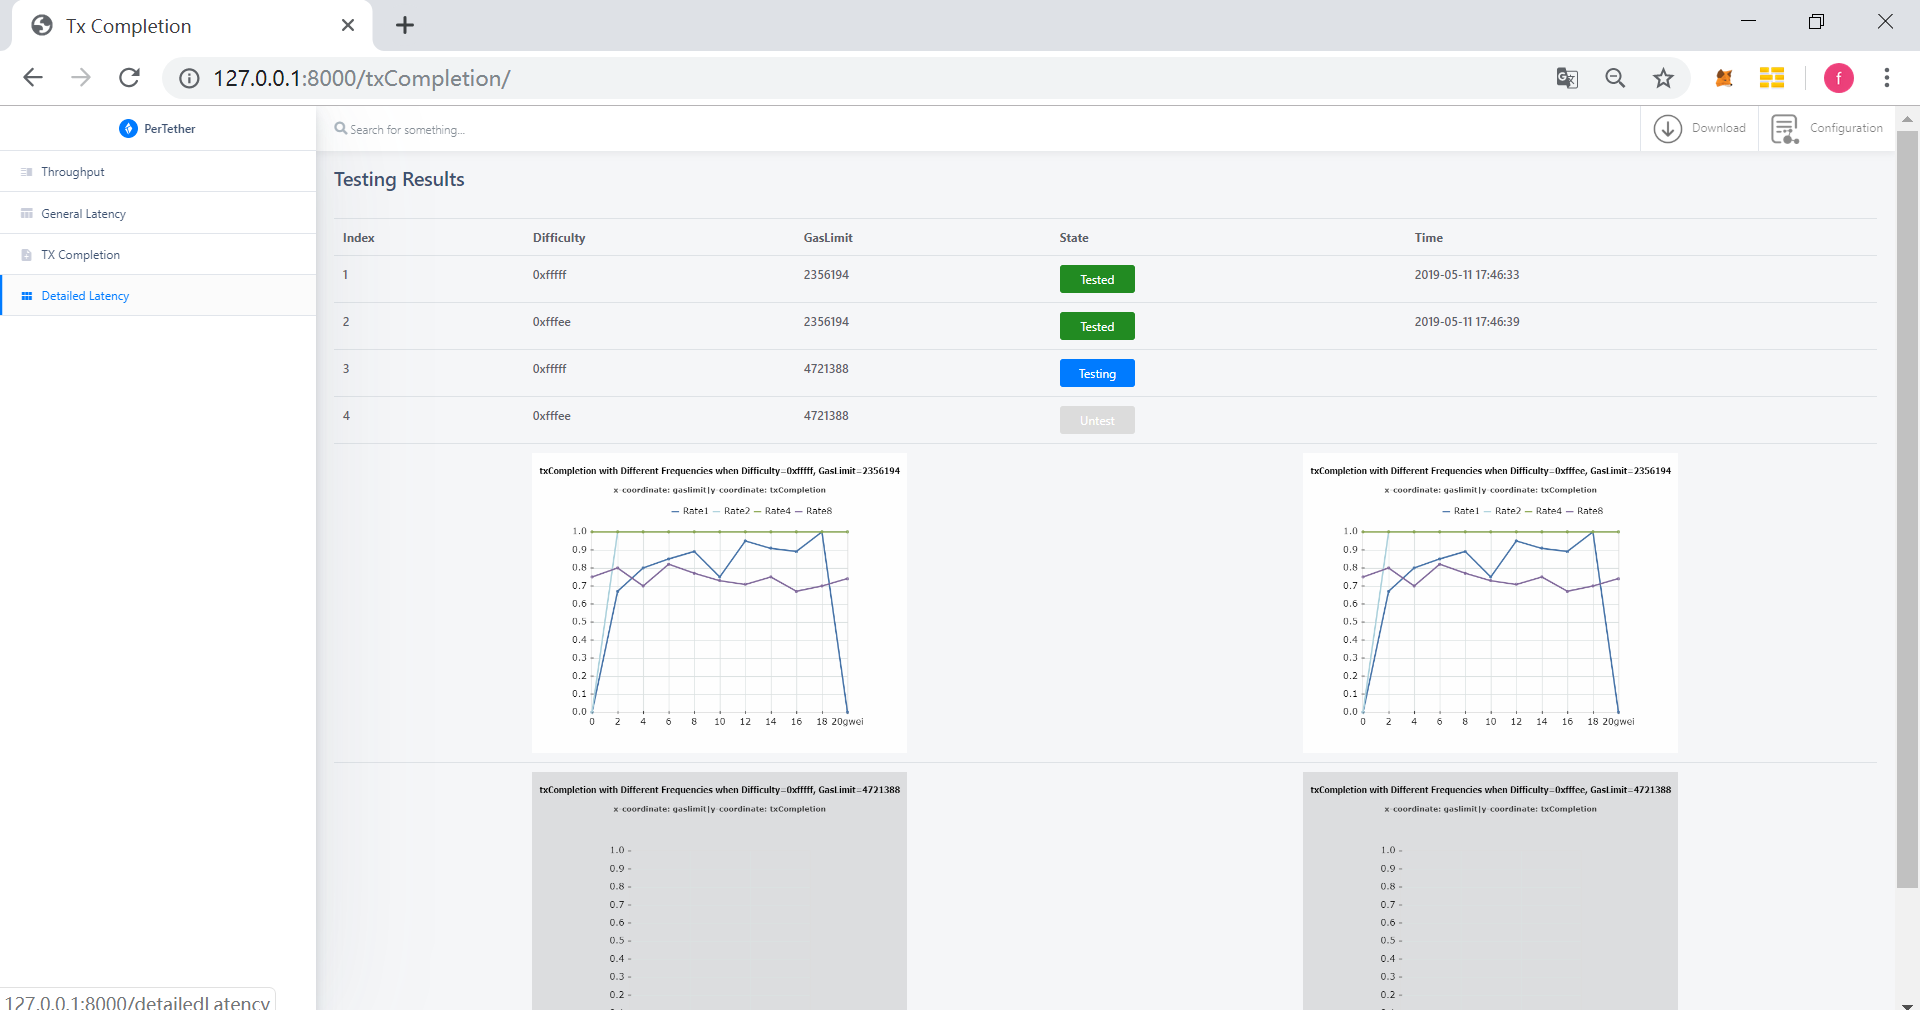 Tx Completion
127.0.0.1:8000/txCompletion/
f
PerTether
Search for something...
Download
Configuration
Throughput
General Latency
TX Completion
Detailed Latency
Testing Results
Index Difficulty GasLimit State Time
1 0xfffff 2356194 Tested 2019-05-11 17:46:33
2 0xfffee 2356194 Tested 2019-05-11 17:46:39
3 0xfffff 4721388 Testing
4 0xfffee 4721388 Untest
txCompletion with Different Frequencies when Difficulty=0xfffff, GasLimit=2356194
x-coordinate: gaslimit|y-coordinate: txCompletion
Rate1 Rate2 Rate4 Rate8
1.0
0.9
0.8
0.7
0.6
0.5
0.4
0.3
0.2
0.1
0.0
0 2 4 6 8 10 12 14 16 18 20gwei
txCompletion with Different Frequencies when Difficulty=0xfffee, GasLimit=2356194
x-coordinate: gaslimit|y-coordinate: txCompletion
Rate1 Rate2 Rate4 Rate8
1.0
0.9
0.8
0.7
0.6
0.5
0.4
0.3
0.2
0.1
0.0
0 2 4 6 8 10 12 14 16 18 20gwei
txCompletion with Different Frequencies when Difficulty=0xfffff, GasLimit=4721388
x-coordinate: gaslimit|y-coordinate: txCompletion
1.0
0.9
0.8
0.7
0.6
0.5
0.4
0.3
0.2
txCompletion with Different Frequencies when Difficulty=0xfffee, GasLimit=4721388
x-coordinate: gaslimit|y-coordinate: txCompletion
1.0
0.9
0.8
0.7
0.6
0.5
0.4
0.3
0.2
127.0.0.1:8000/detailedLatency